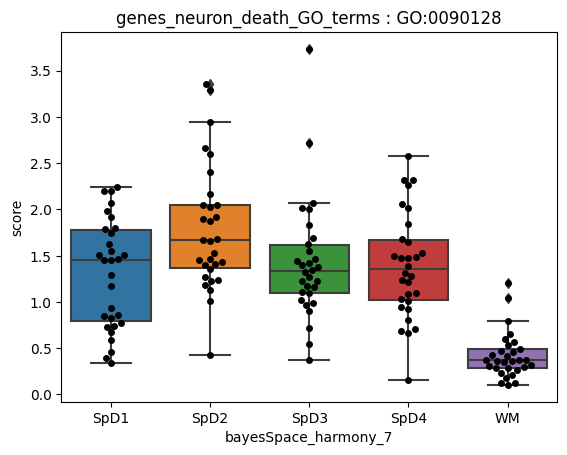 genes_neuron_death_GO_terms : GO:0090128
score
3.5
3.0
2.5
2.0
1.5
1.0
0.5
0.0
SpD1 SpD2 SpD3 SpD4 WM
bayesSpace_harmony_7